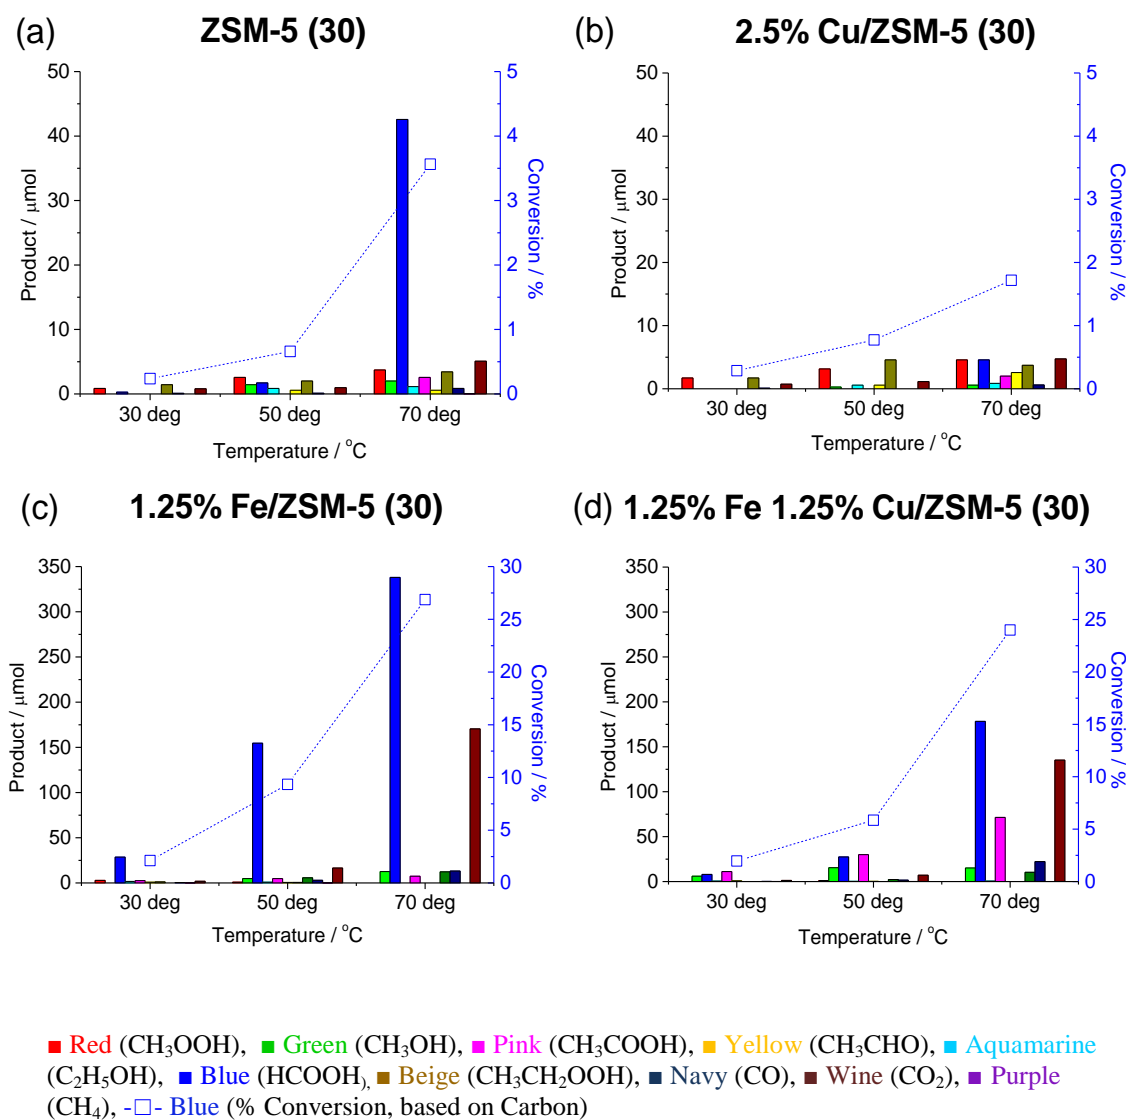 (a) ZSM-5 (30)
50
40
30
20
10
0
Product / μmol
5
4
3
2
1
0
Conversion / %
30 deg 50 deg 70 deg
Temperature / °C
(b) 2.5% Cu/ZSM-5 (30)
50
40
30
20
10
0
Product / μmol
5
4
3
2
1
0
Conversion / %
30 deg 50 deg 70 deg
Temperature / °C
(c) 1.25% Fe/ZSM-5 (30)
350
300
250
200
150
100
50
0
Product / μmol
30
25
20
15
10
5
0
Conversion / %
30 deg 50 deg 70 deg
Temperature / °C
(d) 1.25% Fe 1.25% Cu/ZSM-5 (30)
350
300
250
200
150
100
50
0
Product / μmol
30
25
20
15
10
5
0
Conversion / %
30 deg 50 deg 70 deg
Temperature / °C
■ Red (CH₃OOH), ■ Green (CH₃OH), ■ Pink (CH₃COOH), ■ Yellow (CH₃CHO), ■ Aquamarine
(C₂H₅OH), ■ Blue (HCOOH), ■ Beige (CH₃CH₂OOH), ■ Navy (CO), ■ Wine (CO₂), ■ Purple
(CH₄), -□- Blue (% Conversion, based on Carbon)